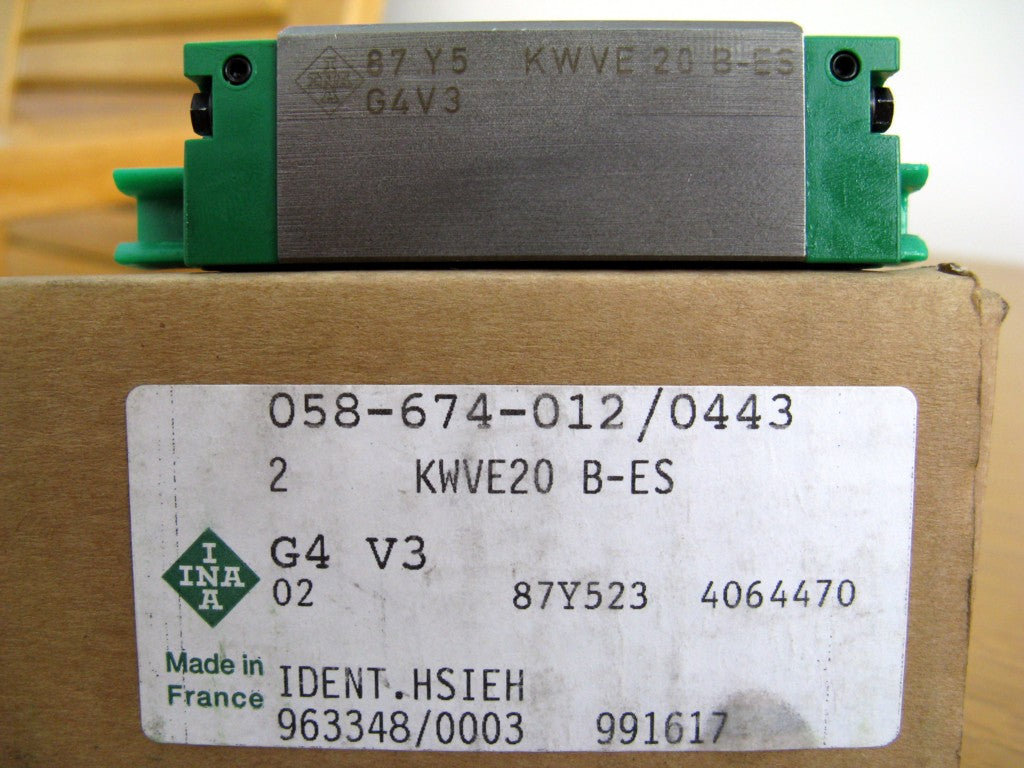 INA 87 Y5 KWVE 20 B-ES
G4V3
058-674-012/0443
2 KWVE20 B-ES
INA
G4 V3
02 87Y523 4064470
Made in
France
IDENT.HSIEH
963348/0003 991617